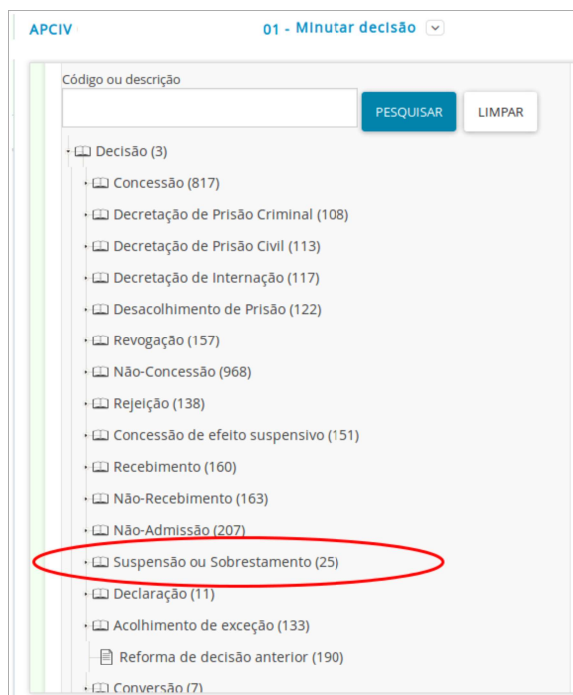 APCIV
01 - Minutar decisão
Código ou descrição
PESQUISAR
LIMPAR
Decisão (3)
Concessão (817)
Decretação de Prisão Criminal (108)
Decretação de Prisão Civil (113)
Decretação de Internação (117)
Desacolhimento de Prisão (122)
Revogação (157)
Não-Concessão (968)
Rejeição (138)
Concessão de efeito suspensivo (151)
Recebimento (160)
Não-Recebimento (163)
Não-Admissão (207)
Suspensão ou Sobrestamento (25)
Declaração (11)
Acolhimento de exceção (133)
Reforma de decisão anterior (190)
Conversão (7)